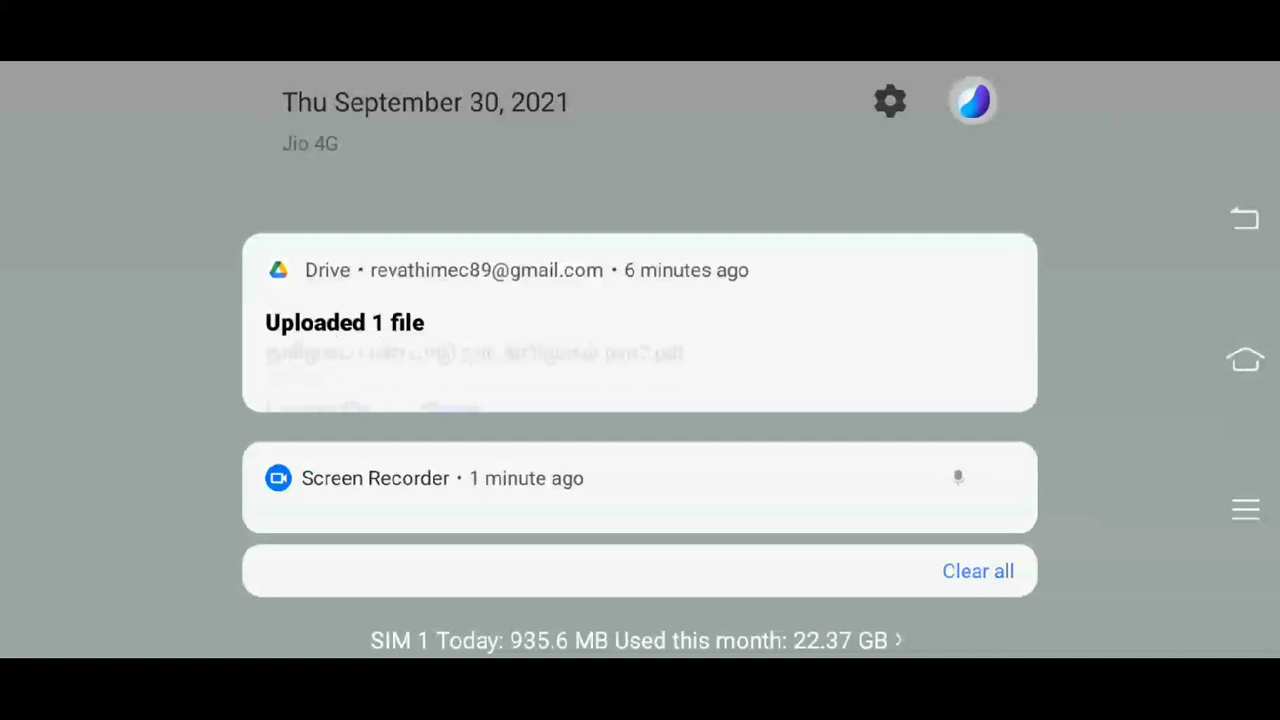 Thu September 30, 2021
Jio 4G
Drive • revathimec89@gmail.com • 6 minutes ago
Uploaded 1 file
Screen Recorder • 1 minute ago
Clear all
SIM 1 Today: 935.6 MB Used this month: 22.37 GB